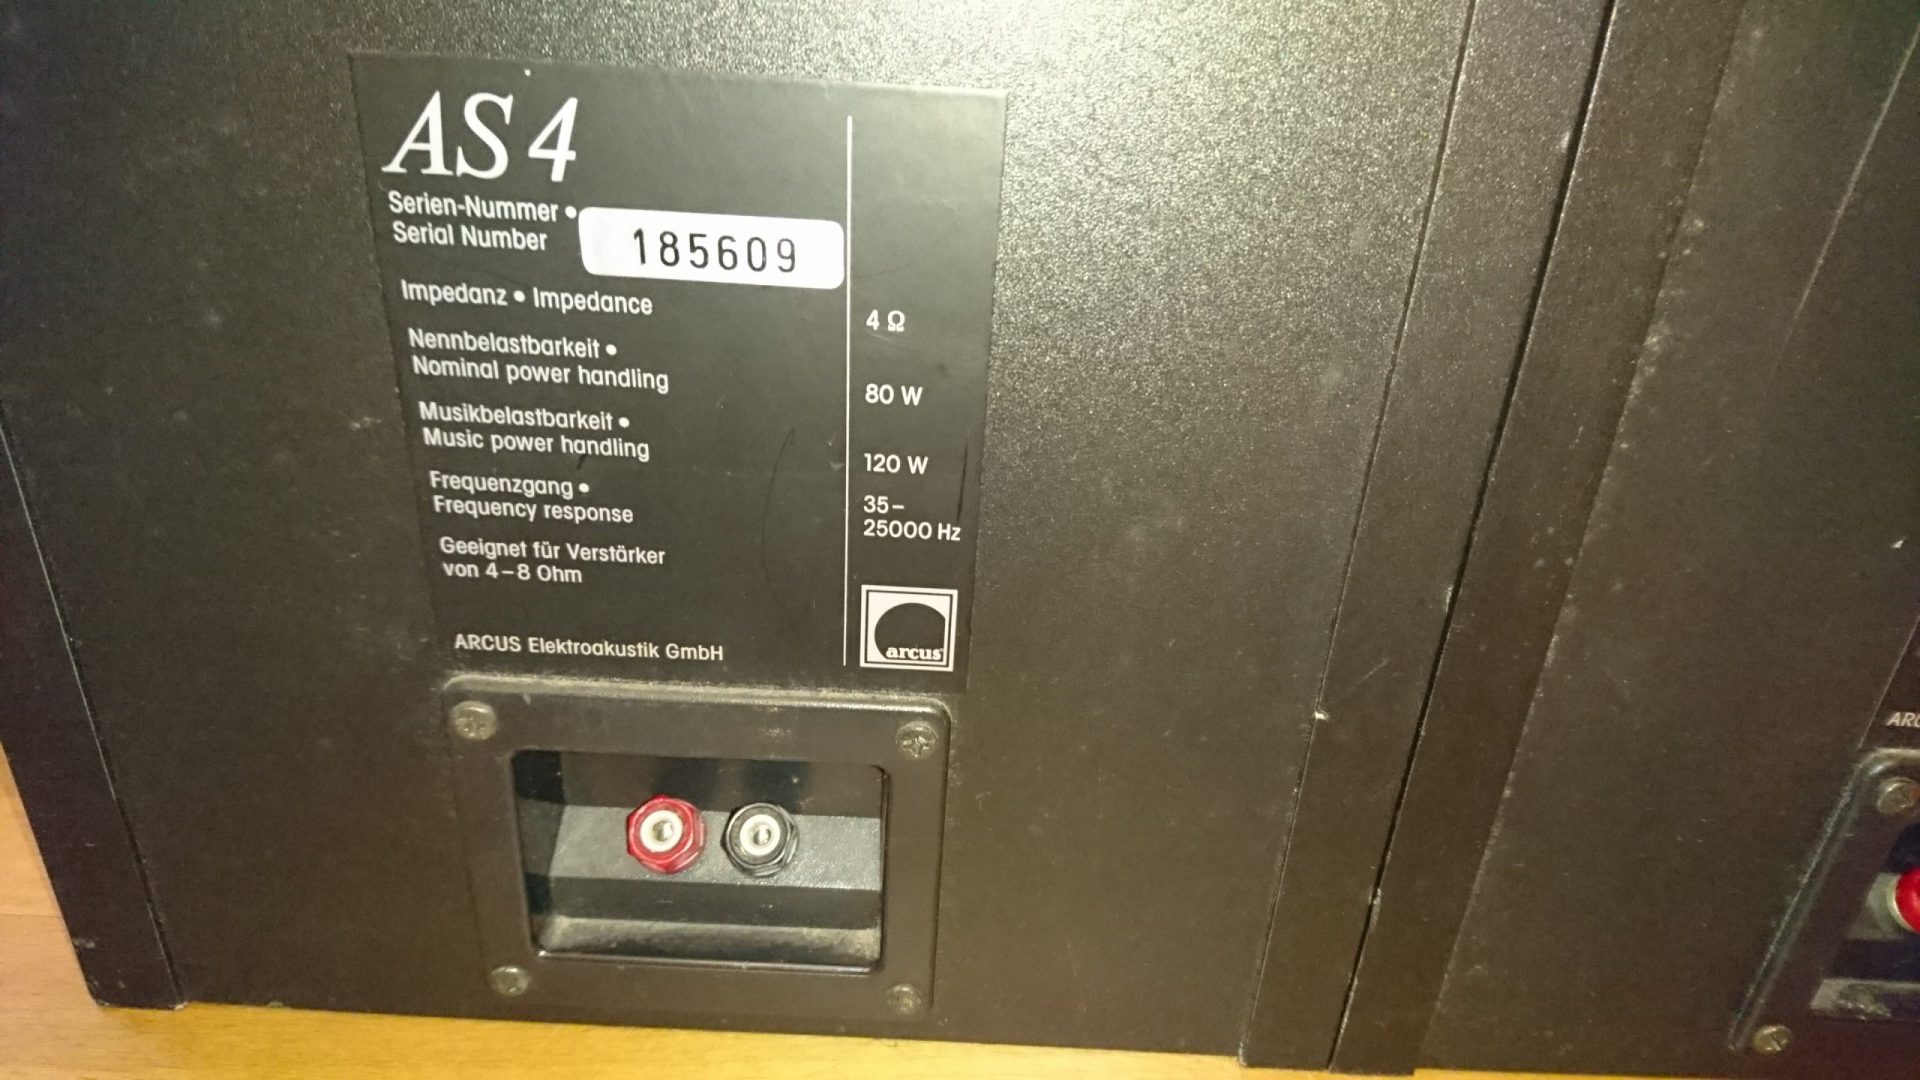 AS 4
Serien-Nummer •
Serial Number
185609
Impedanz • Impedance
4 Ω
Nennbelastbarkeit •
Nominal power handling
80 W
Musikbelastbarkeit •
Music power handling
120 W
Frequenzgang •
Frequency response
35–
25000 Hz
Geeignet für Verstärker
von 4–8 Ohm
ARCUS Elektroakustik GmbH
arcus
ARC